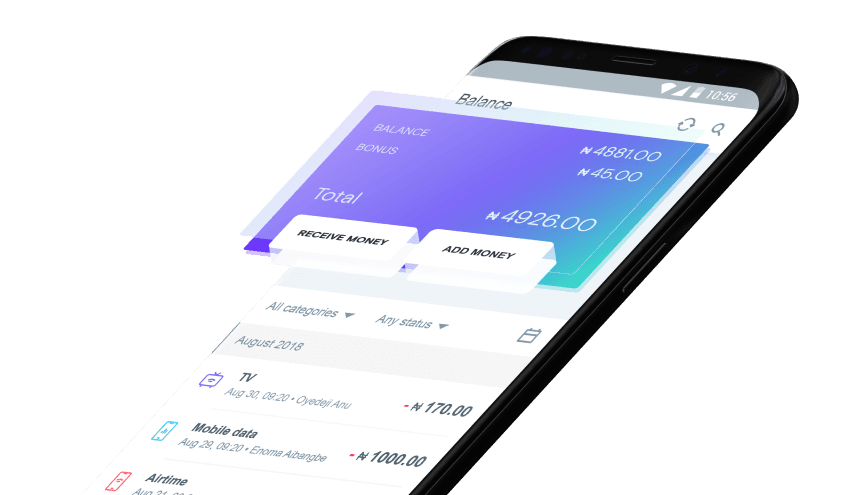 10:56
Balance
BALANCE ₦ 4881.00
BONUS ₦ 45.00
Total ₦ 4926.00
RECEIVE MONEY ADD MONEY
All categories Any status
August 2018
TV
Aug 30, 09:20 • Oyedeji Anu - ₦ 170.00
Mobile data
Aug 29, 09:20 • Enoma Aibangbe - ₦ 1000.00
Airtime
Aug 21,